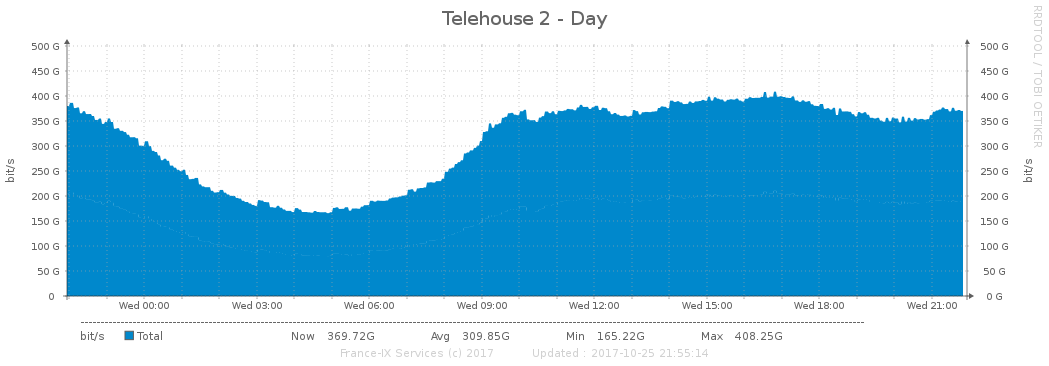 Telehouse 2 - Day
RRDTOOL / TOBI OETIKER
500 G 500 G
450 G 450 G
400 G 400 G
350 G 350 G
300 G 300 G
250 G 250 G
200 G 200 G
150 G 150 G
100 G 100 G
50 G 50 G
0 0 G
bit/s
bit/s
Wed 00:00 Wed 03:00 Wed 06:00 Wed 09:00 Wed 12:00 Wed 15:00 Wed 18:00 Wed 21:00
bit/s Total Now 369.72G Avg 309.85G Min 165.22G Max 408.25G
France-IX Services (c) 2017 Updated : 2017-10-25 21:55:14